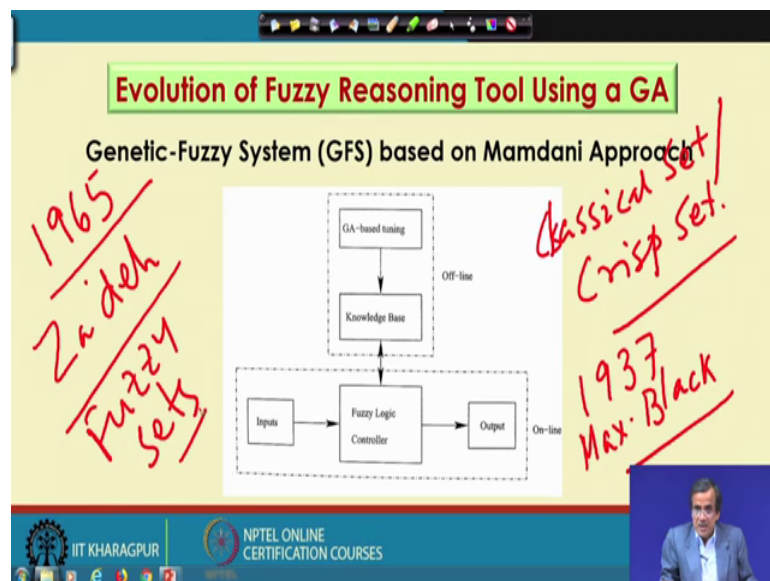 Evolution of Fuzzy Reasoning Tool Using a GA
Genetic-Fuzzy System (GFS) based on Mamdani Approach
1965
Zadeh
Fuzzy
sets
GA-based tuning
Off-line
Knowledge Base
Inputs
Fuzzy Logic
Controller
Output
On-line
Classical Set/
Crisp Set.
1937
Max. Black
IIT KHARAGPUR
NPTEL ONLINE
CERTIFICATION COURSES